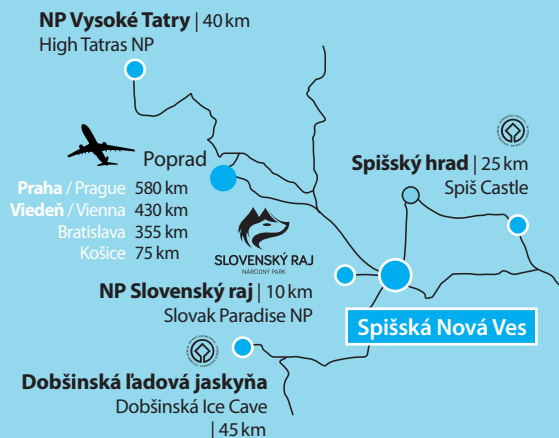 NP Vysoké Tatry | 40 km
High Tatras NP
Poprad
Praha / Prague 580 km
Viedeň / Vienna 430 km
Bratislava 355 km
Košice 75 km
Spišský hrad | 25 km
Spiš Castle
SLOVENSKÝ RAJ
NÁRODNÝ PARK
NP Slovenský raj | 10 km
Slovak Paradise NP
Spišská Nová Ves
Dobšinská ľadová jaskyňa
Dobšinská Ice Cave
| 45 km